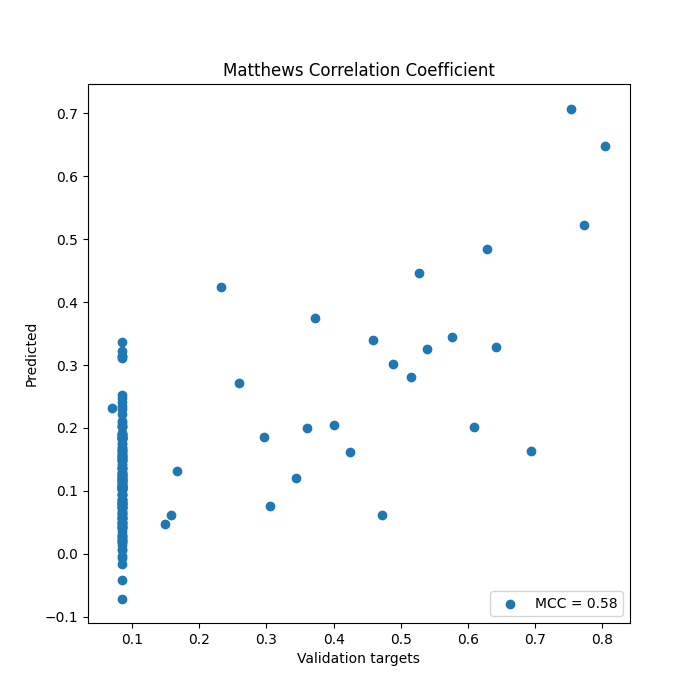 Matthews Correlation Coefficient
0.7
0.6
0.5
0.4
0.3
0.2
0.1
0.0
−0.1
Predicted
MCC = 0.58
0.1 0.2 0.3 0.4 0.5 0.6 0.7 0.8
Validation targets